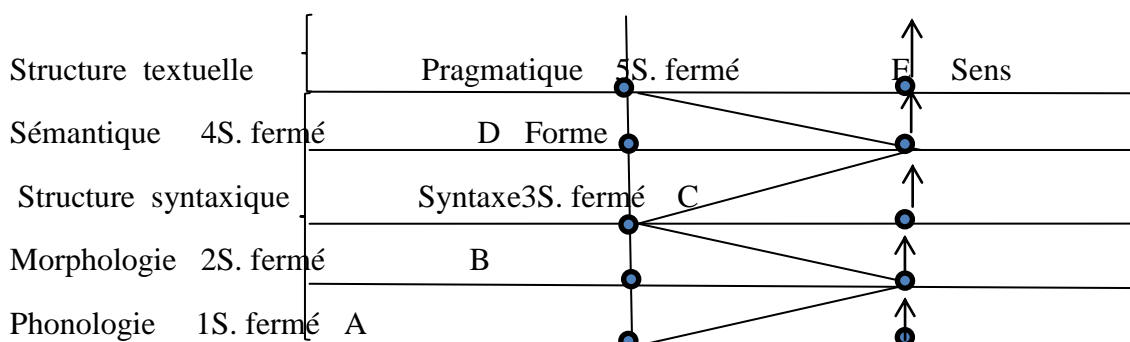 Structure textuelle Pragmatique 5S. fermé E Sens
Sémantique 4S. fermé D Forme
Structure syntaxique Syntaxe3S. fermé C
Morphologie 2S. fermé B
Phonologie 1S. fermé A